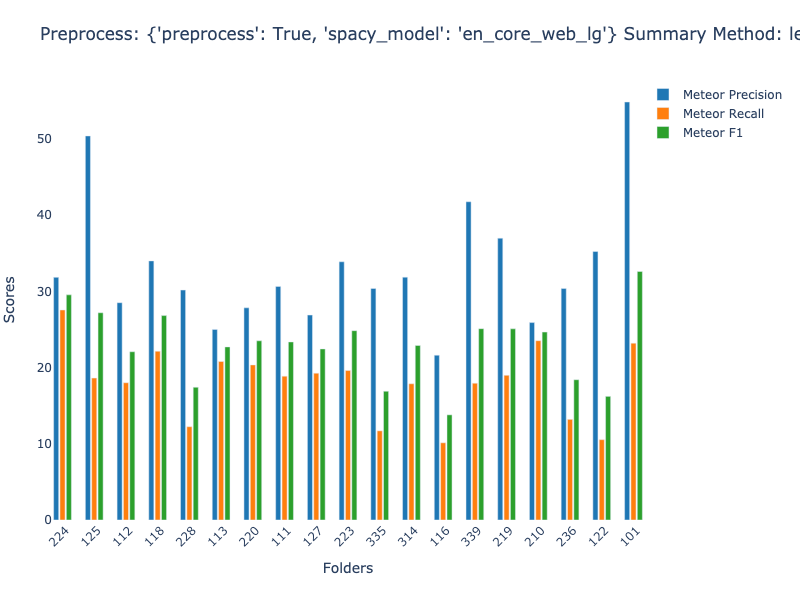 Preprocess: {'preprocess': True, 'spacy_model': 'en_core_web_lg'} Summary Method: le
Meteor Precision
Meteor Recall
Meteor F1
Scores
50
40
30
20
10
0
224 125 112 118 228 113 220 111 127 223 335 314 116 339 219 210 236 122 101
Folders